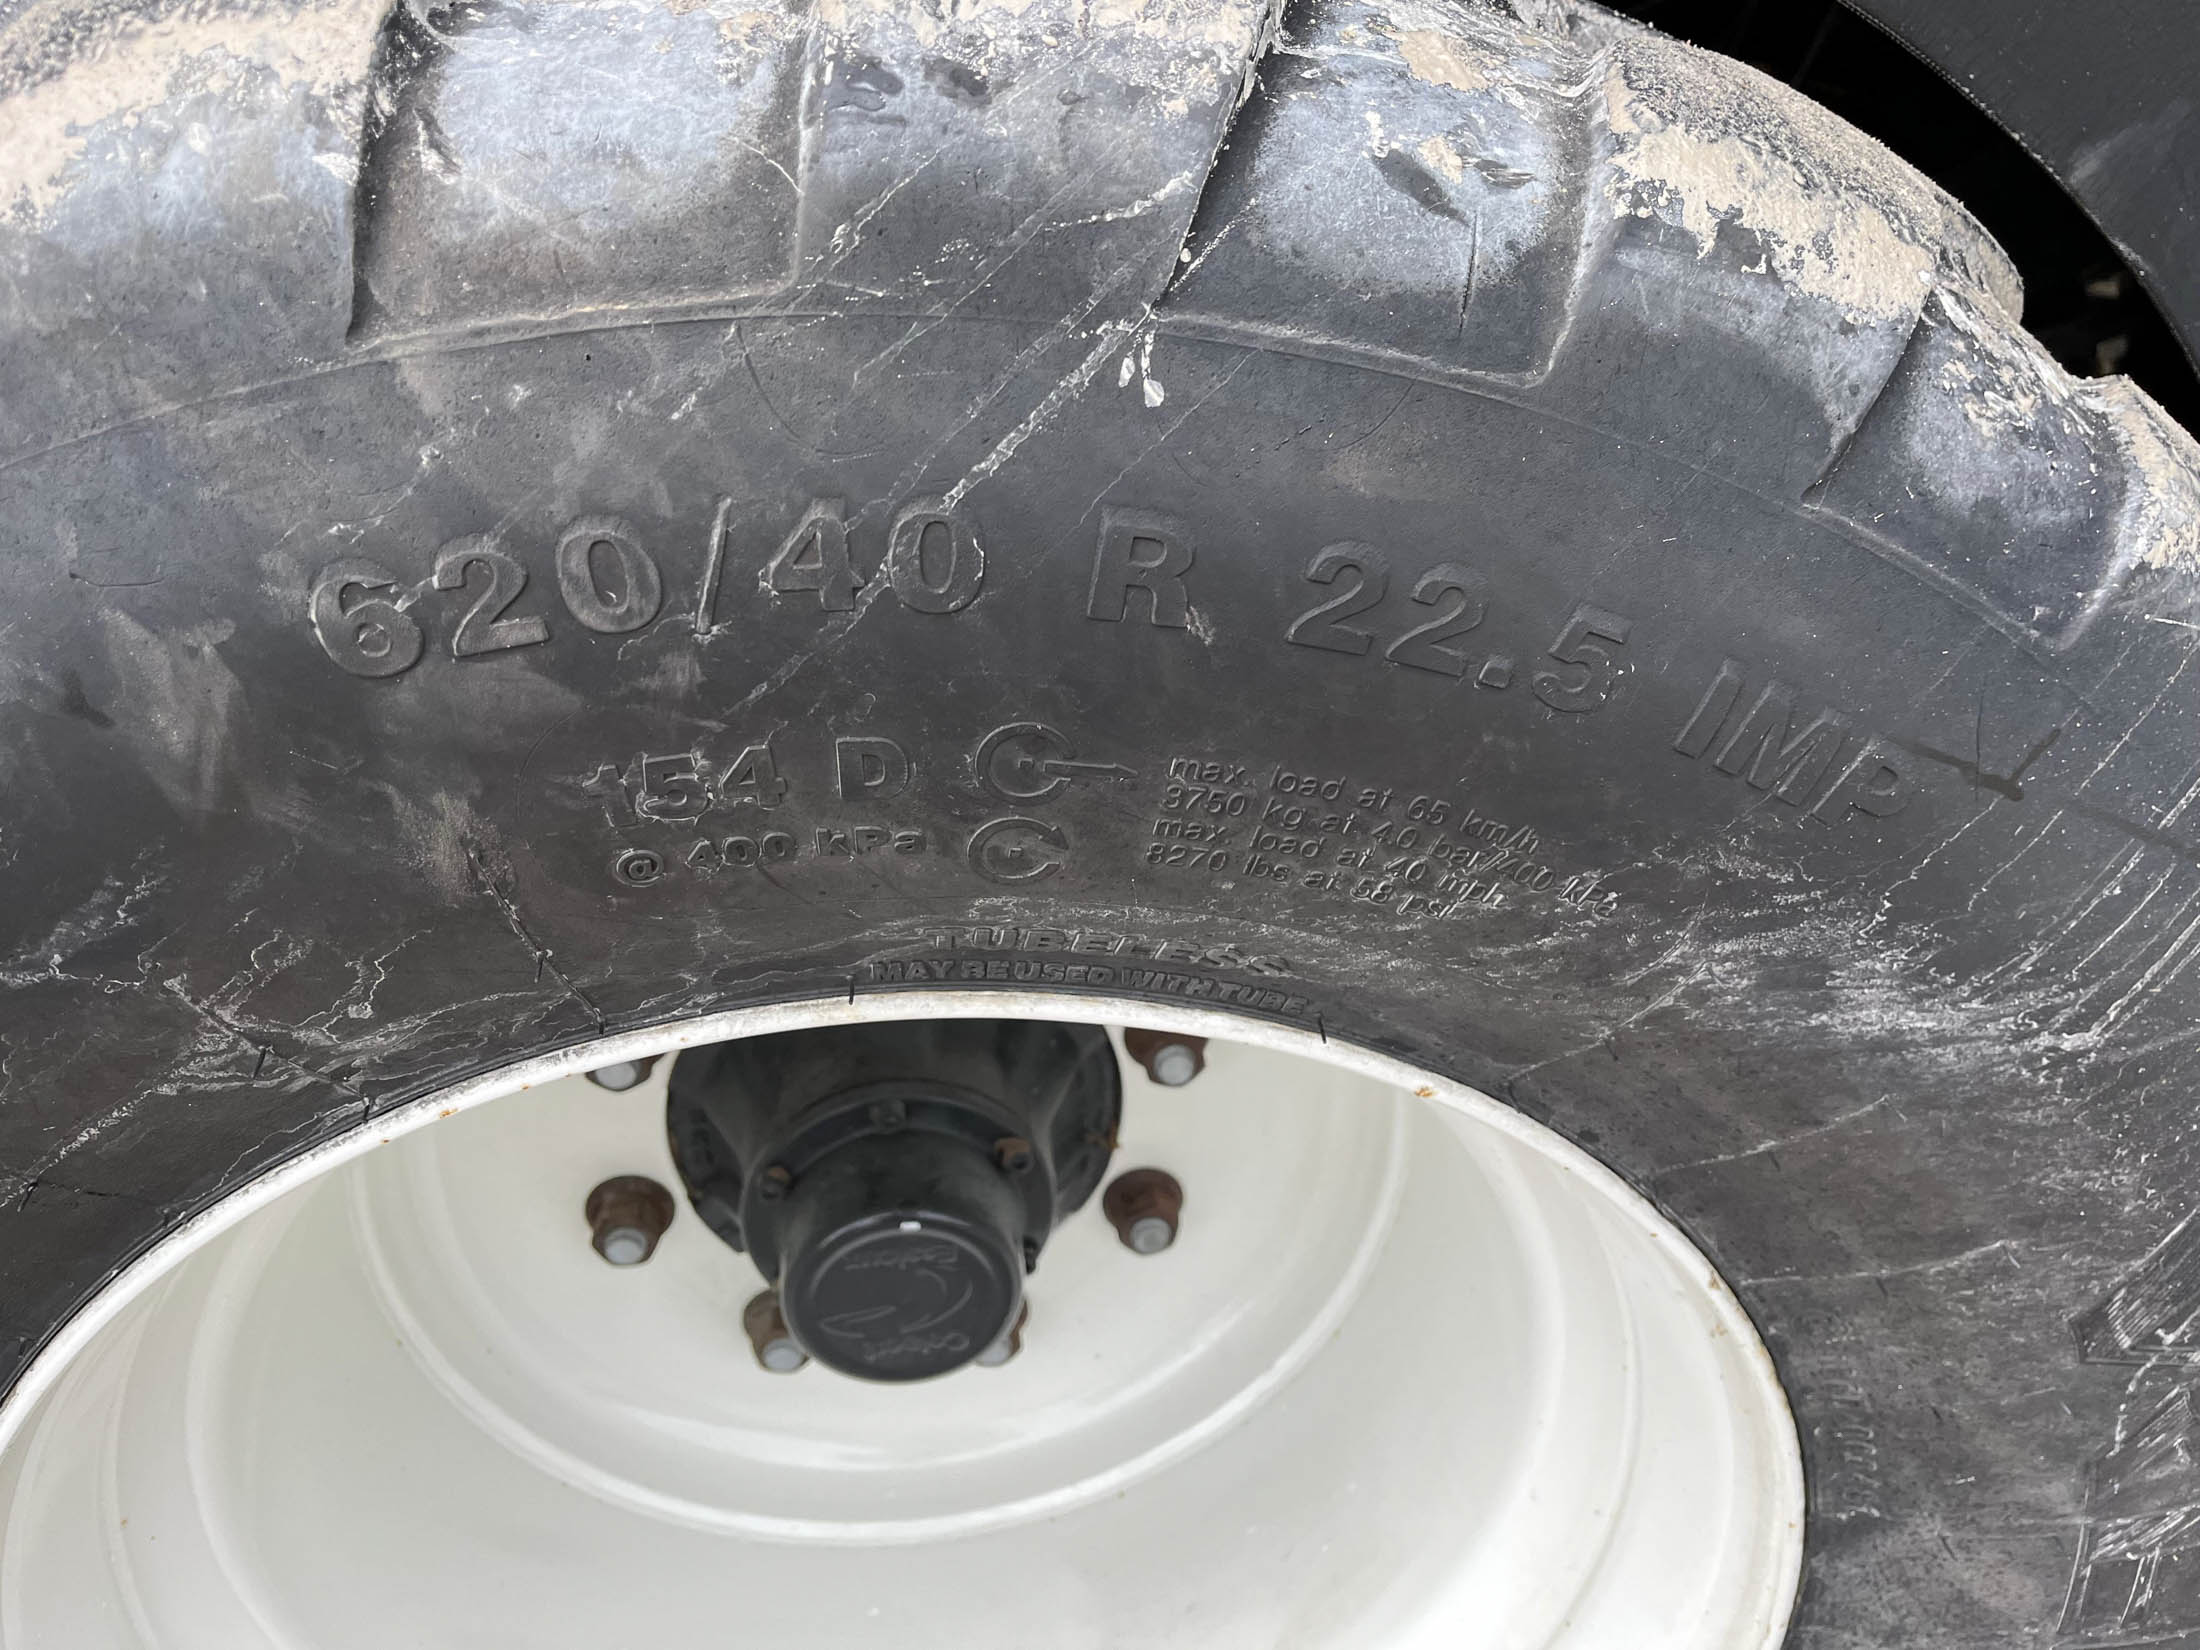 620/40 R 22.5 IMP
154 D
@ 400 kPa
max. load at 65 km/h
3750 kg at 4.0 bar/400 kPa
max. load at 40 mph
8270 lbs at 58 psi
TUBELESS
MAY BE USED WITH TUBE